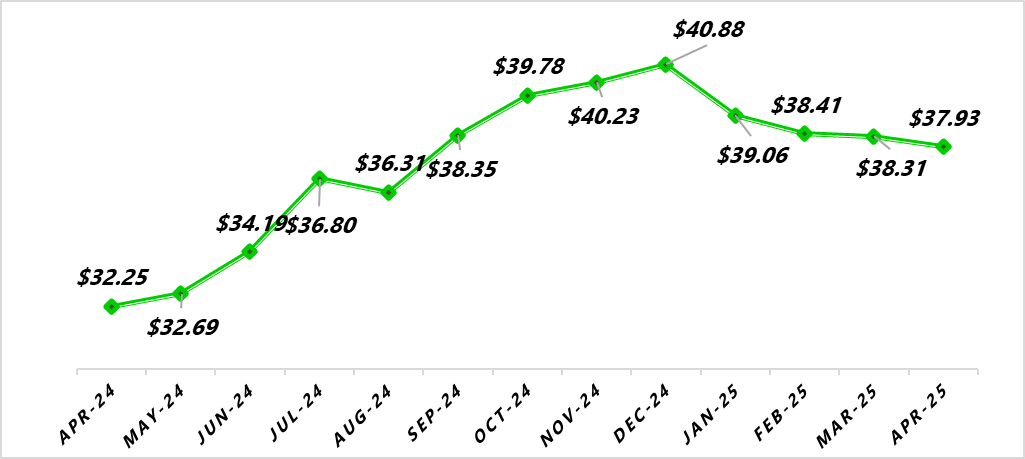 $32.25
$32.69
$34.19
$36.80
$36.31
$38.35
$39.78
$40.23
$40.88
$39.06
$38.41
$38.31
$37.93
APR-24
MAY-24
JUN-24
JUL-24
AUG-24
SEP-24
OCT-24
NOV-24
DEC-24
JAN-25
FEB-25
MAR-25
APR-25